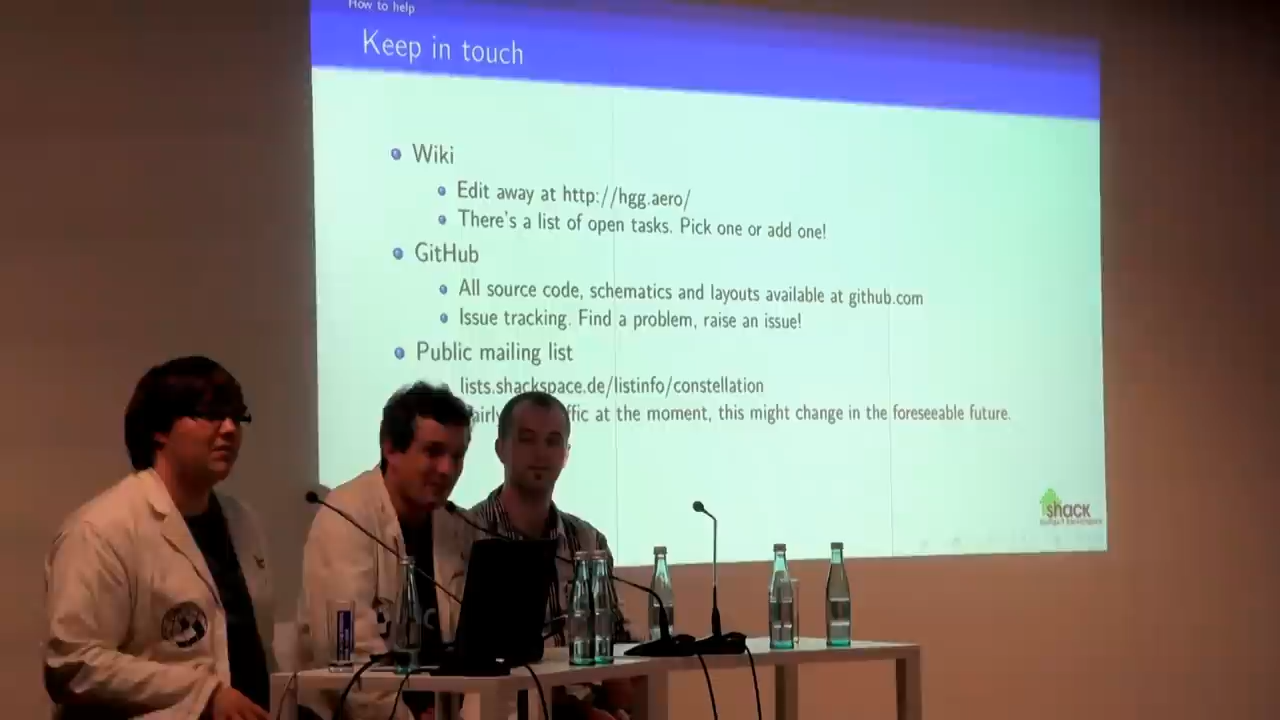 How to help
Keep in touch
Wiki
Edit away at http://hgg.aero/
There's a list of open tasks. Pick one or add one!
GitHub
All source code, schematics and layouts available at github.com
Issue tracking. Find a problem, raise an issue!
Public mailing list
lists.shackspace.de/listinfo/constellation
at the moment, this might change in the foreseeable future.
shack